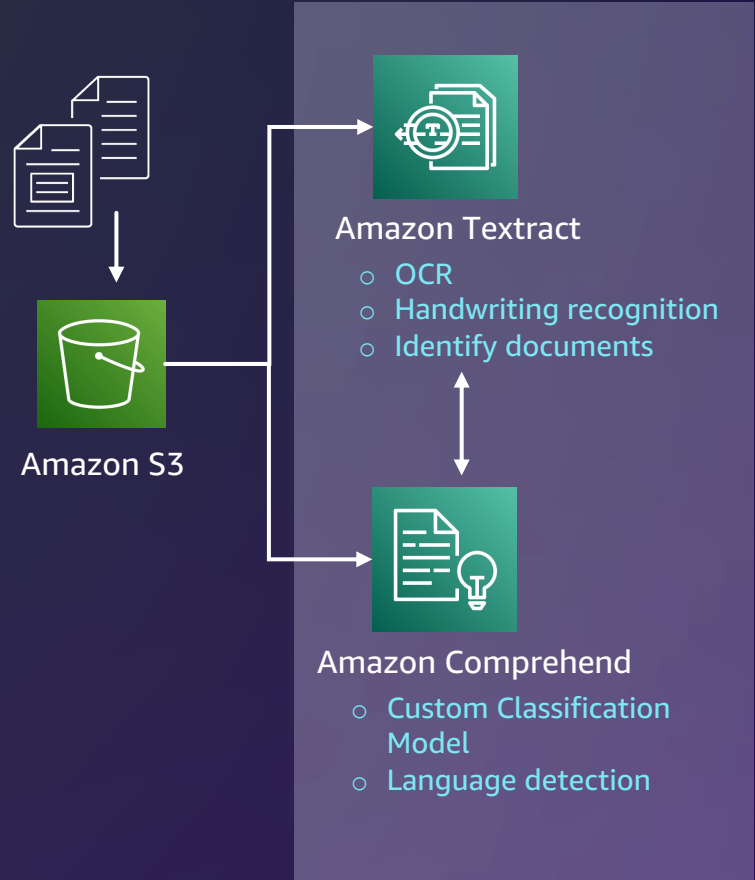 Amazon Textract
OCR
Handwriting recognition
Identify documents
Amazon S3
Amazon Comprehend
Custom Classification
Model
Language detection